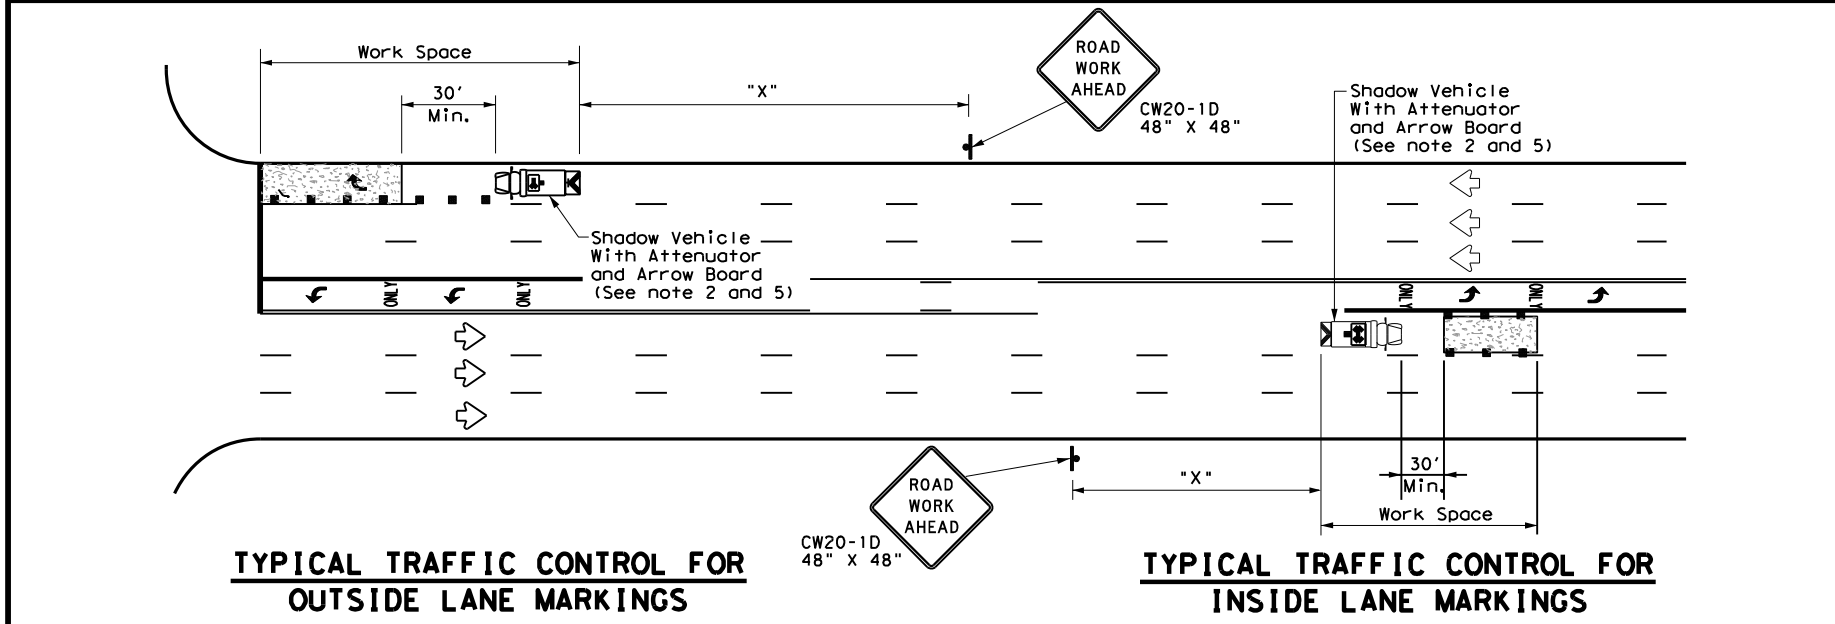 Work Space
30'
Min.
"X"
ROAD
WORK
AHEAD
CW20-1D
48" X 48"
Shadow Vehicle
With Attenuator
and Arrow Board
(See note 2 and 5)
Shadow Vehicle
With Attenuator
and Arrow Board
(See note 2 and 5)
ONLY
ONLY
ONLY
ONLY
ROAD
WORK
AHEAD
CW20-1D
48" X 48"
"X"
30'
Min.
Work Space
TYPICAL TRAFFIC CONTROL FOR
OUTSIDE LANE MARKINGS
TYPICAL TRAFFIC CONTROL FOR
INSIDE LANE MARKINGS